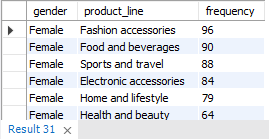 gender product_line frequency
Female Fashion accessories 96
Female Food and beverages 90
Female Sports and travel 88
Female Electronic accessories 84
Female Home and lifestyle 79
Female Health and beauty 64
Result 31